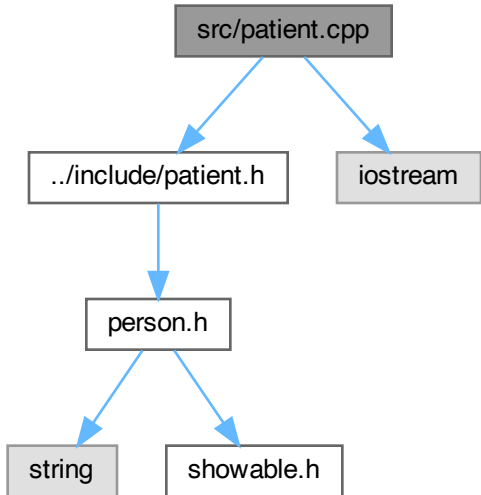 src/patient.cpp
../include/patient.h
iostream
person.h
string
showable.h